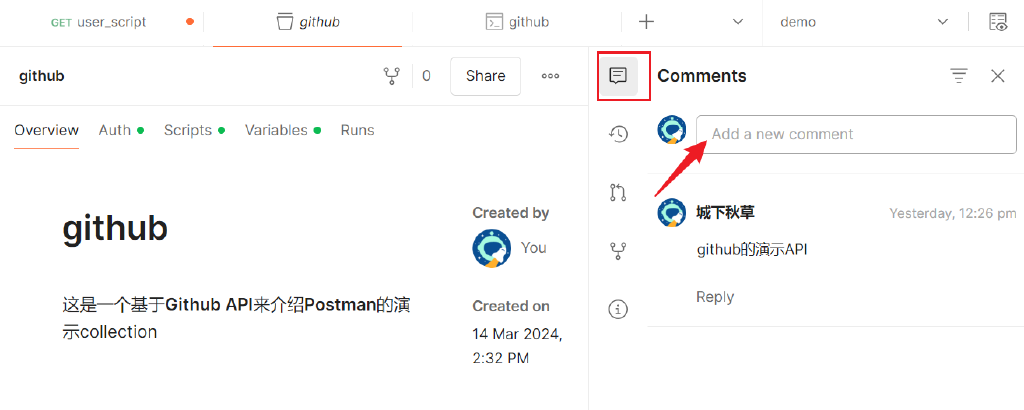 GET user_script
github
github
demo
github
0
Share
Comments
Add a new comment
Overview
Auth
Scripts
Variables
Runs
github
Created by
You
这是一个基于Github API来介绍Postman的演
示collection
Created on
14 Mar 2024,
2:32 PM
城下秋草
Yesterday, 12:26 pm
github的演示API
Reply